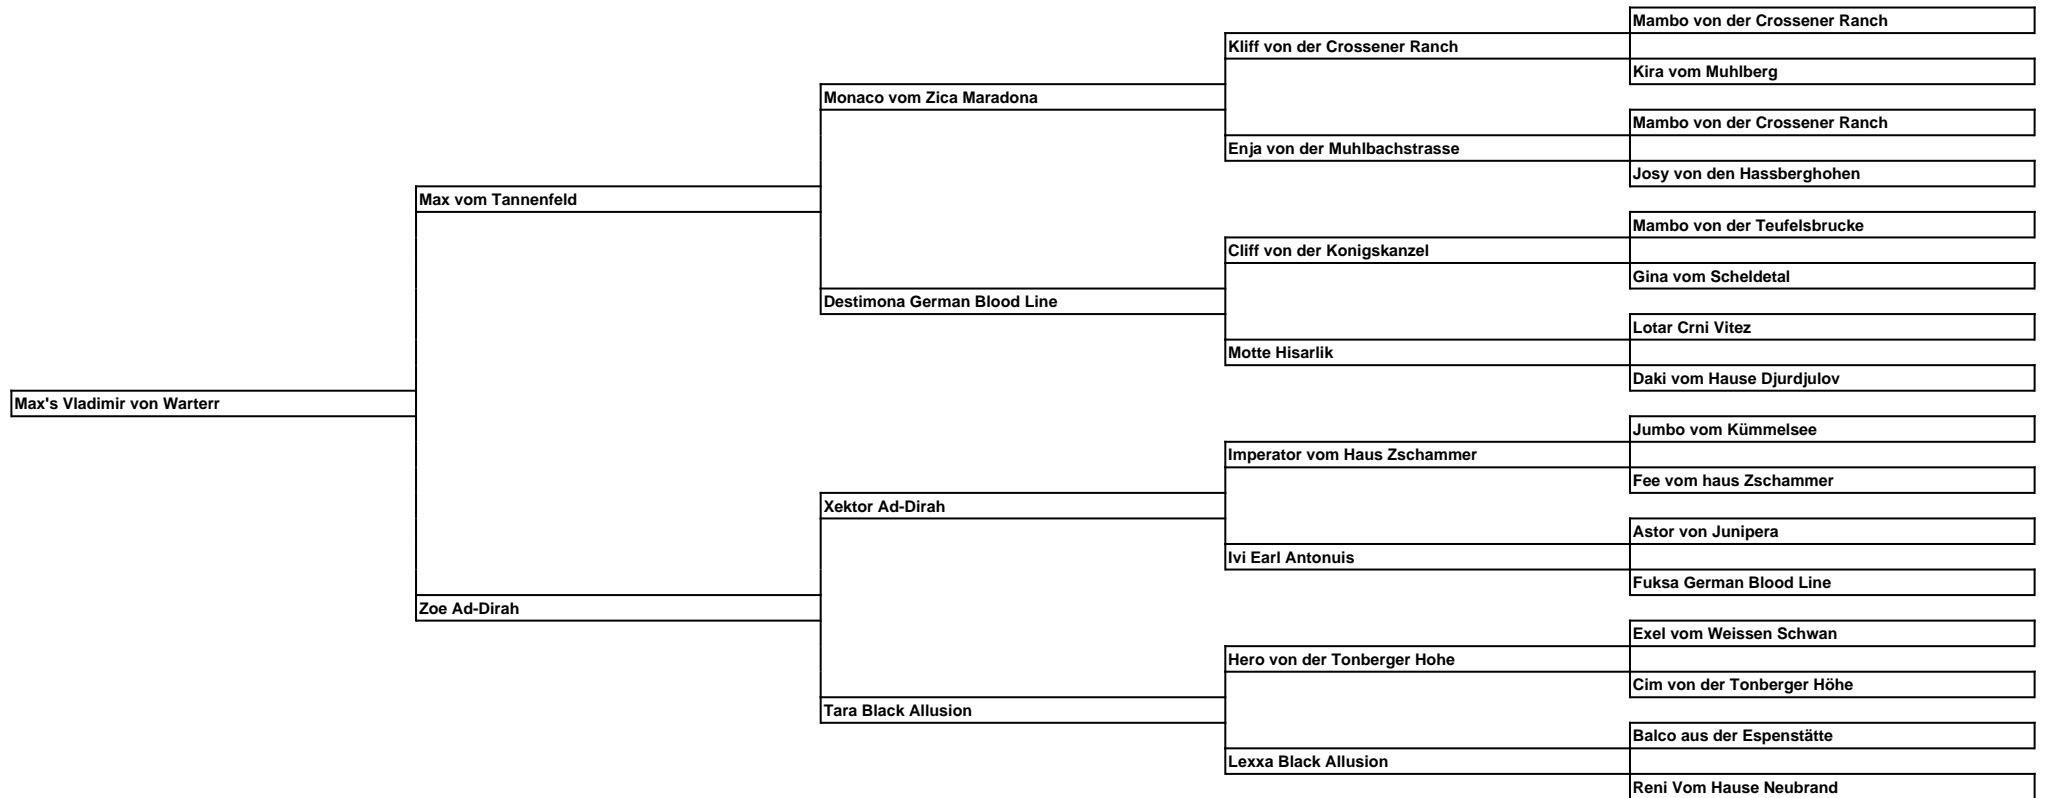 Mambo von der Crossener Ranch
Kliff von der Crossener Ranch
Kira vom Muhlberg
Monaco vom Zica Maradona
Mambo von der Crossener Ranch
Enja von der Muhlbachstrasse
Josy von den Hassberghohen
Max vom Tannenfeld
Mambo von der Teufelsbrucke
Cliff von der Konigskanzel
Gina vom Scheldetal
Destimona German Blood Line
Lotar Crni Vitez
Motte Hisarlik
Daki vom Hause Djurdjulov
Max's Vladimir von Warterr
Jumbo vom Kümmelsee
Imperator vom Haus Zschammer
Fee vom haus Zschammer
Xektor Ad-Dirah
Astor von Junipera
Ivi Earl Antonuis
Fuksa German Blood Line
Zoe Ad-Dirah
Exel vom Weissen Schwan
Hero von der Tonberger Hohe
Cim von der Tonberger Höhe
Tara Black Allusion
Balco aus der Espenstätte
Lexxa Black Allusion
Reni Vom Hause Neubrand